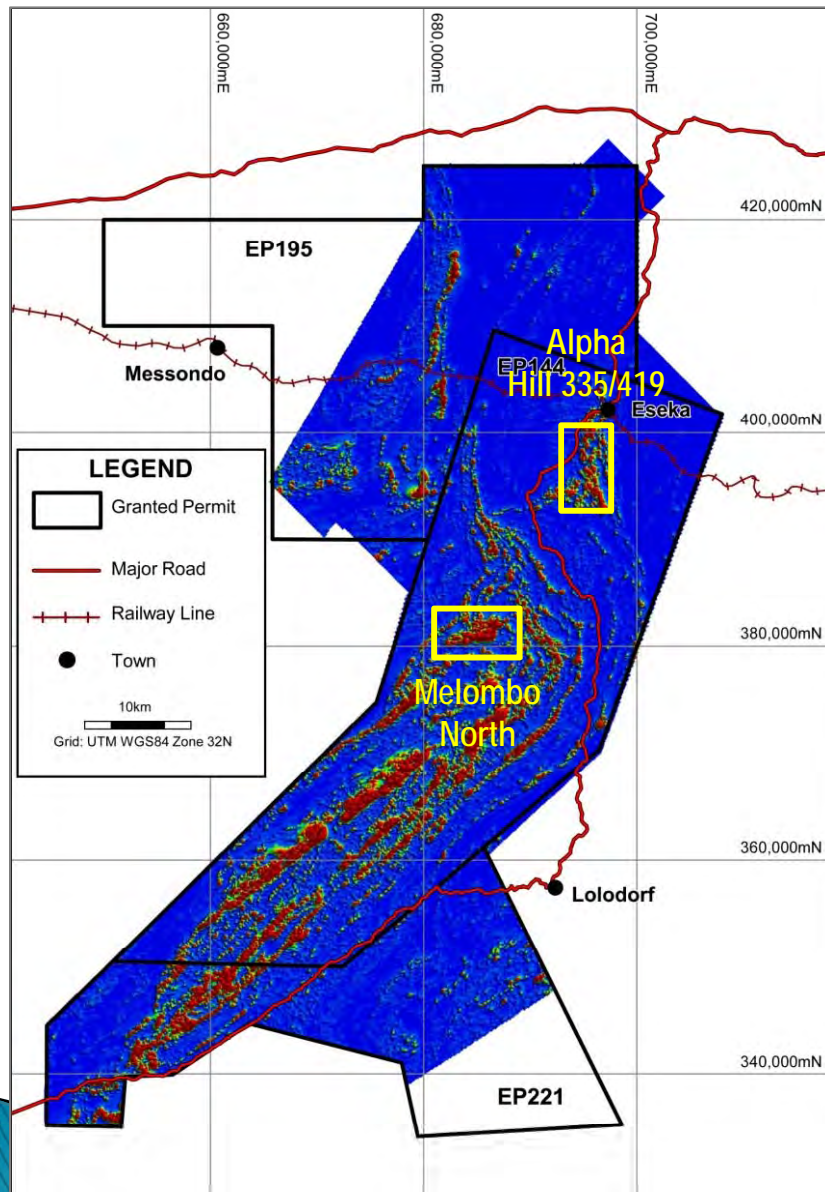 660,000mE
680,000mE
700,000mE
420,000mN
EP195
Alpha
EP144
Hill 335/419
Messondo
Eseka
400,000mN
LEGEND
Granted Permit
Major Road
Railway Line
Town
10km
Grid: UTM WGS84 Zone 32N
380,000mN
Melombo
North
360,000mN
Lolodorf
340,000mN
EP221